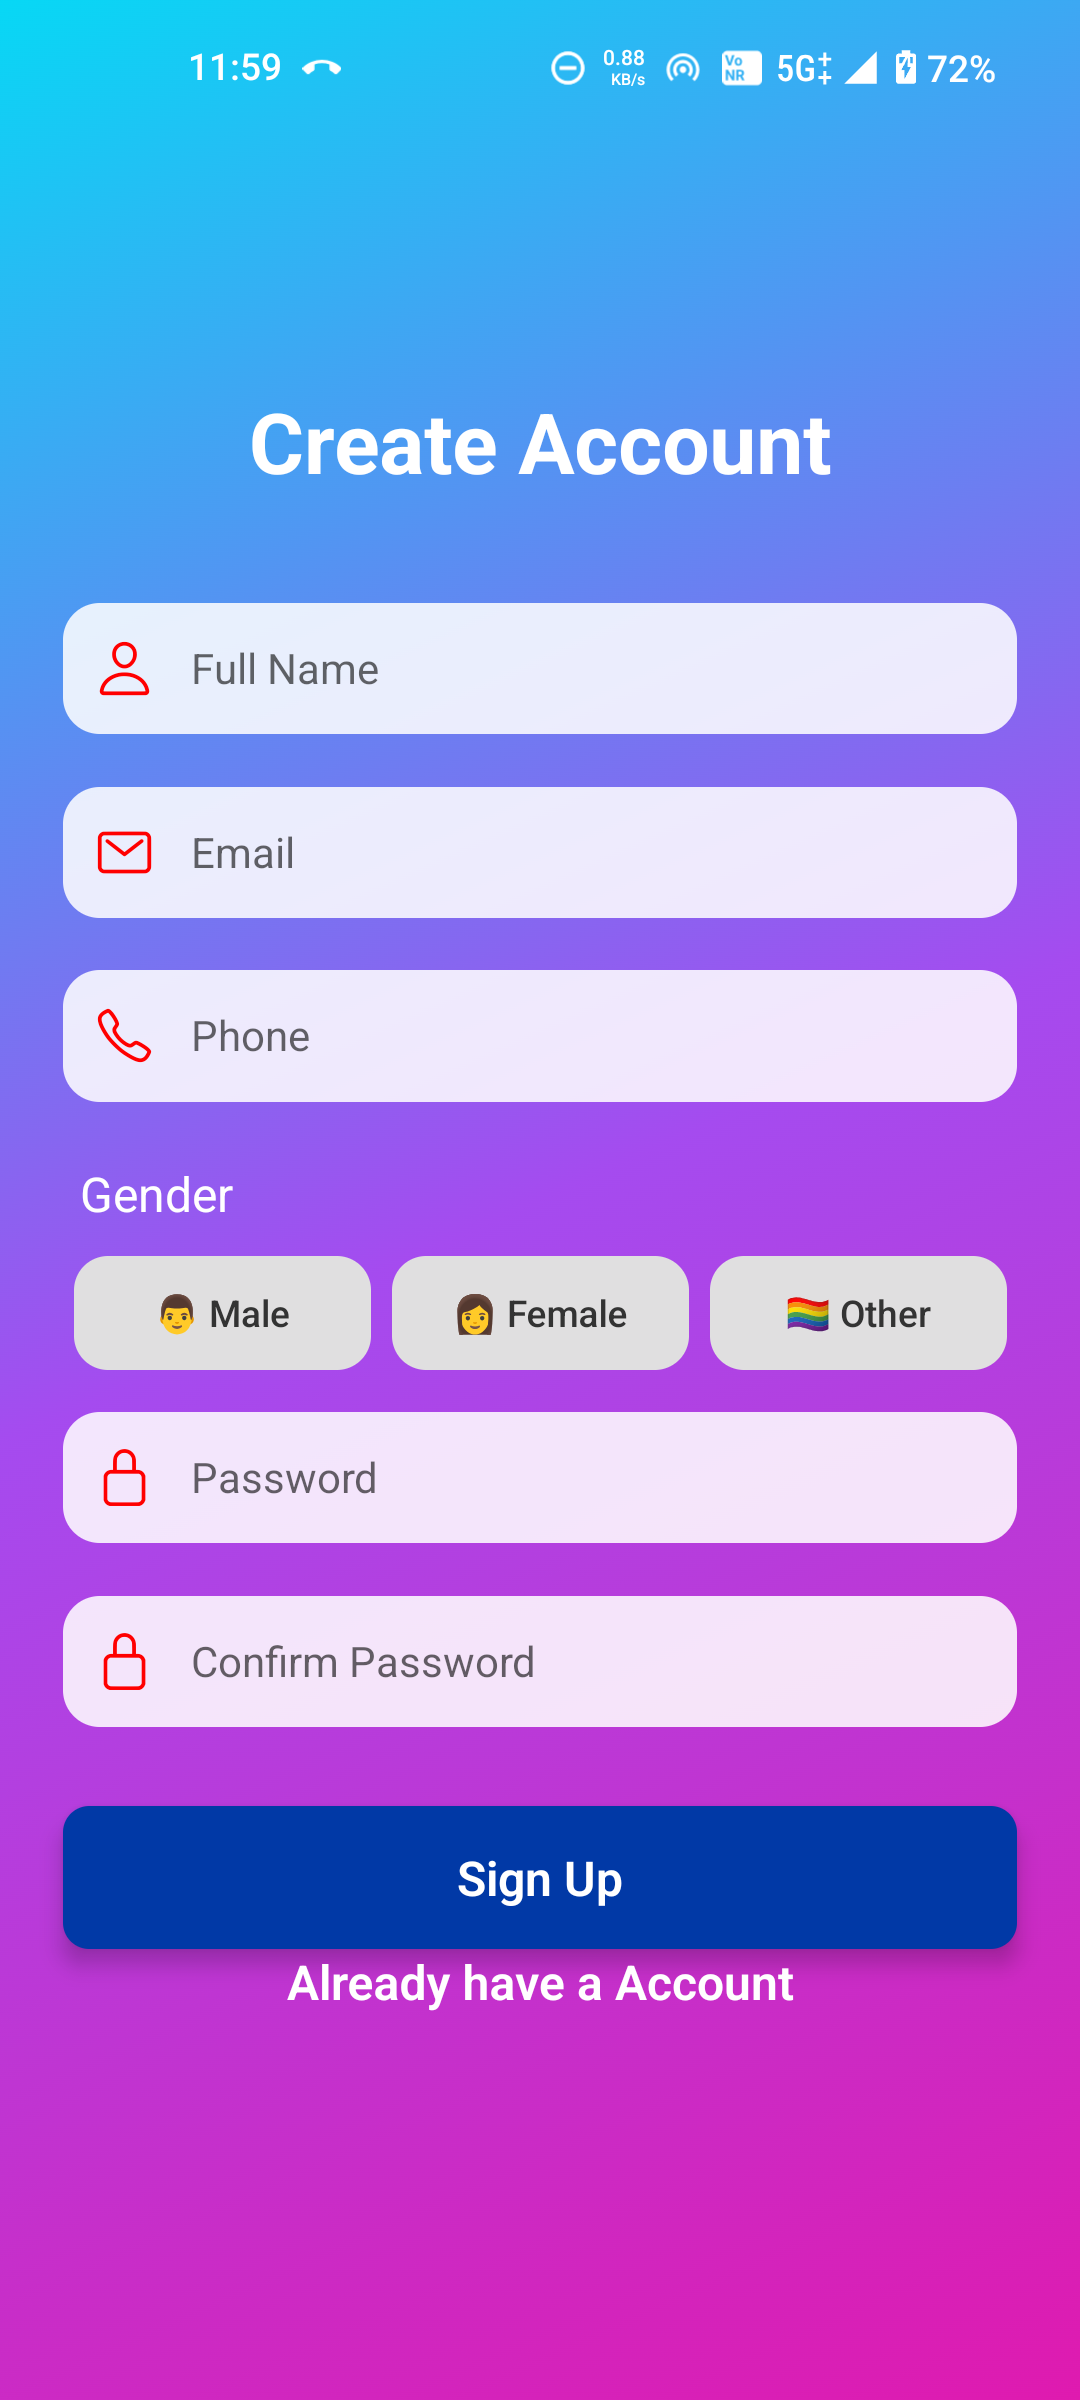 11:59 0.88 KB/s Vo NR 5G++ 72%
Create Account
Full Name
Email
Phone
Gender
👨 Male 👩 Female 🏳️‍🌈 Other
Password
Confirm Password
Sign Up
Already have a Account